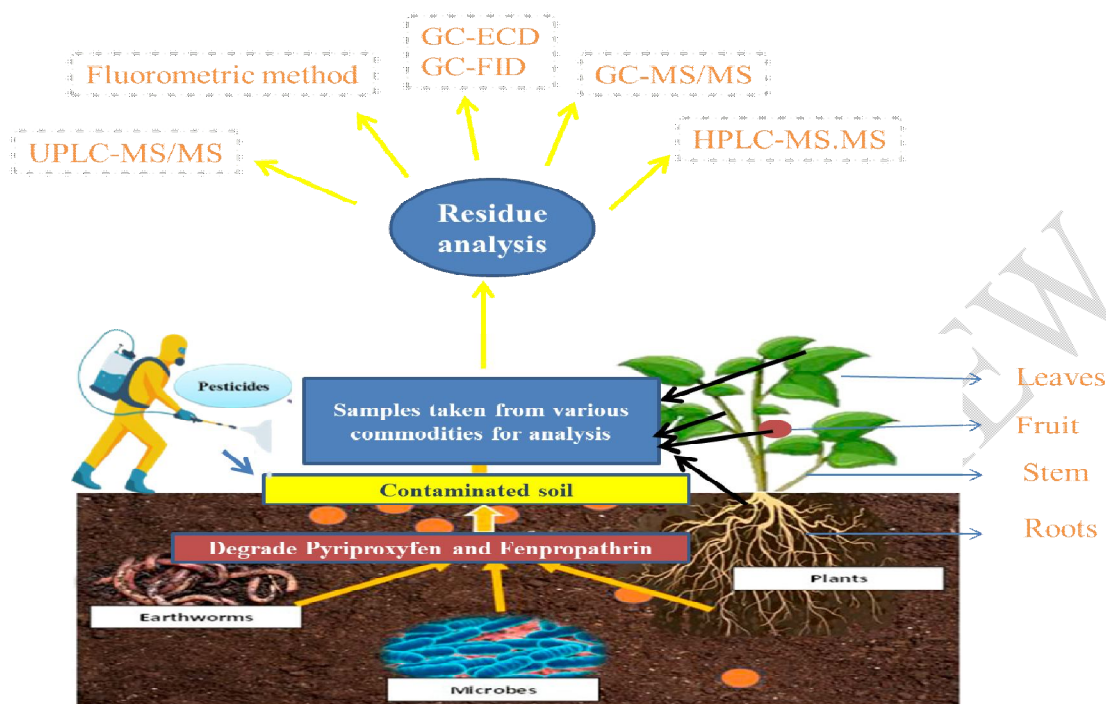 GC-ECD
GC-FID
Fluorometric method
GC-MS/MS
UPLC-MS/MS
HPLC-MS.MS
Residue
analysis
Pesticides
Samples taken from various
commodities for analysis
Leaves
Fruit
Stem
Roots
Contaminated soil
Degrade Pyriproxyfen and Fenpropathrin
Plants
Earthworms
Microbes
EW